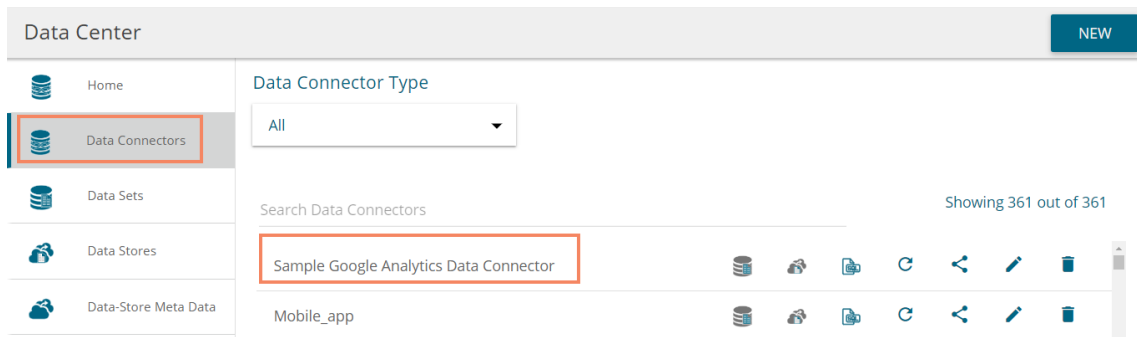 Data Center
NEW
Home
Data Connectors
Data Sets
Data Stores
Data-Store Meta Data
Data Connector Type
All
Search Data Connectors
Showing 361 out of 361
Sample Google Analytics Data Connector
Mobile_app